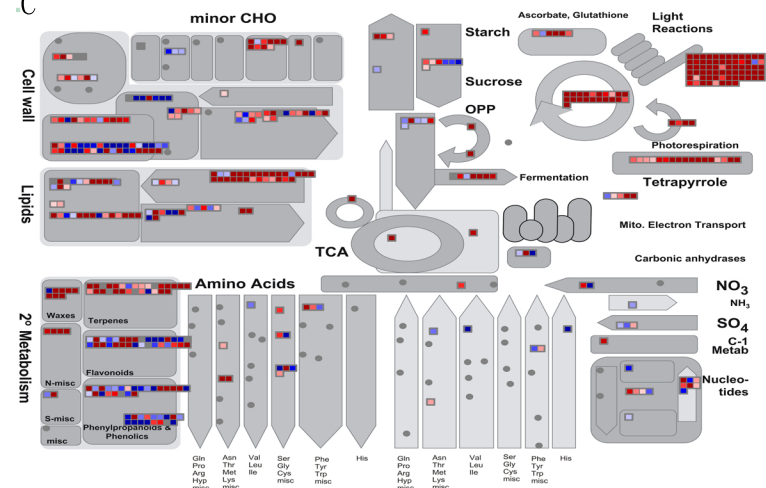 C
minor CHO
Cell wall
Lipids
2° Metabolism
Starch
Sucrose
OPP
Ascorbate, Glutathione
Light
Reactions
Photorespiration
Tetrapyrrole
Fermentation
Mito. Electron Transport
TCA
Carbonic anhydrases
Amino Acids
NO3
NH3
SO4
C-1
Metab
Nucleo-
tides
Waxes
Terpenes
N-misc
Flavonoids
S-misc
Phenylpropanoids &
Phenolics
misc
Gln
Pro
Arg
Hyp
misc
Asn
Thr
Met
Lys
misc
Val
Leu
Ile
Ser
Gly
Cys
misc
Phe
Tyr
Trp
misc
His
Gln
Pro
Arg
Hyp
misc
Asn
Thr
Met
Lys
misc
Val
Leu
Ile
Ser
Gly
Cys
misc
Phe
Tyr
Trp
misc
His